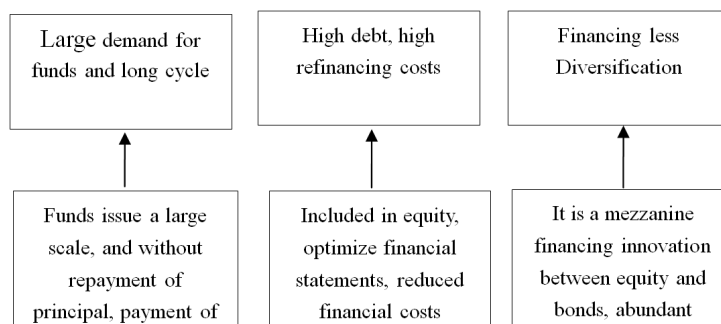 Large demand for
funds and long cycle
High debt, high
refinancing costs
Financing less
Diversification
Funds issue a large
scale, and without
repayment of
principal, payment of
Included in equity,
optimize financial
statements, reduced
financial costs
It is a mezzanine
financing innovation
between equity and
bonds, abundant